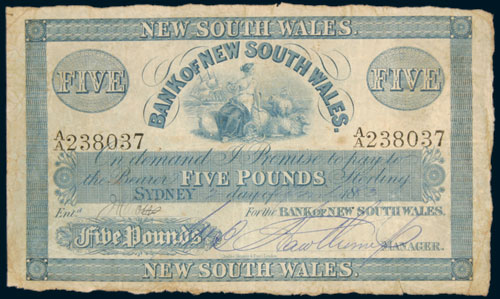 NEW SOUTH WALES.
FIVE
BANK OF NEW SOUTH WALES.
FIVE
A/A 238037
A/A 238037
On demand I Promise to pay to
the Bearer FIVE POUNDS Sterling
SYDNEY day of 18
Entd. For the BANK OF NEW SOUTH WALES.
Five Pounds MANAGER.
NEW SOUTH WALES.